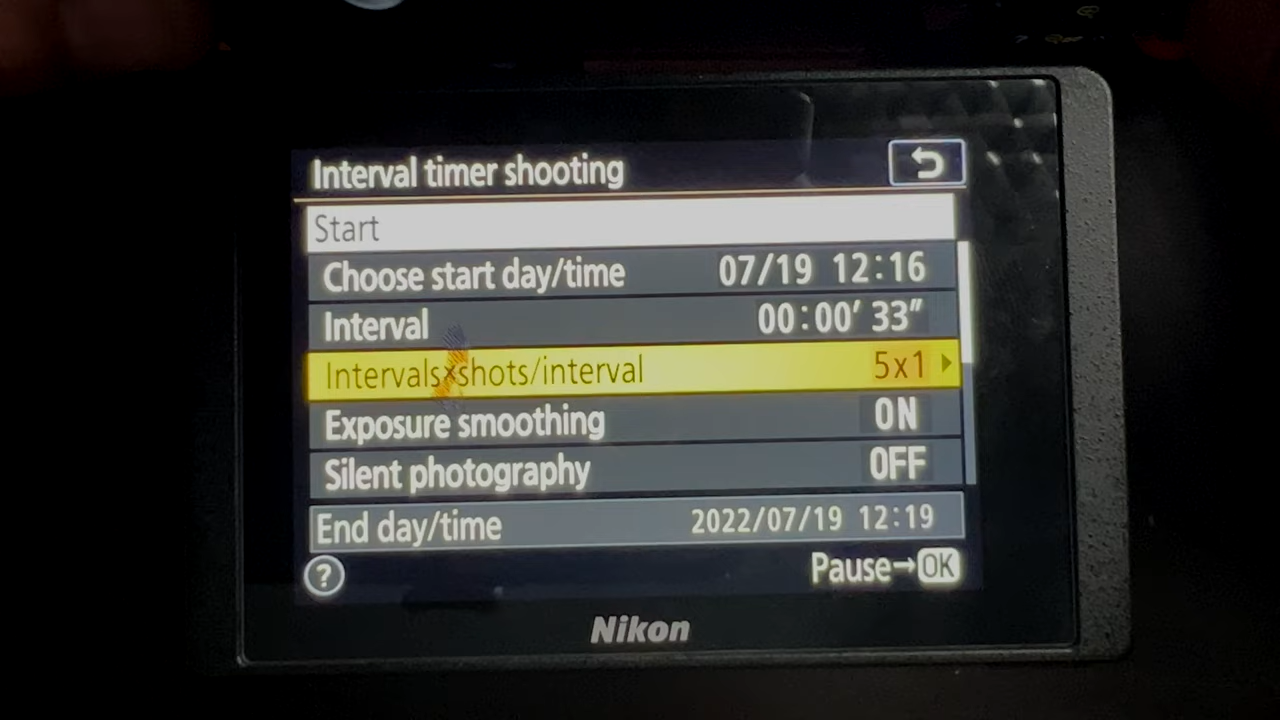 Interval timer shooting
Start
Choose start day/time 07/19 12:16
Interval 00:00' 33"
Intervals×shots/interval 5x1
Exposure smoothing ON
Silent photography OFF
End day/time 2022/07/19 12:19
? Pause→OK
Nikon